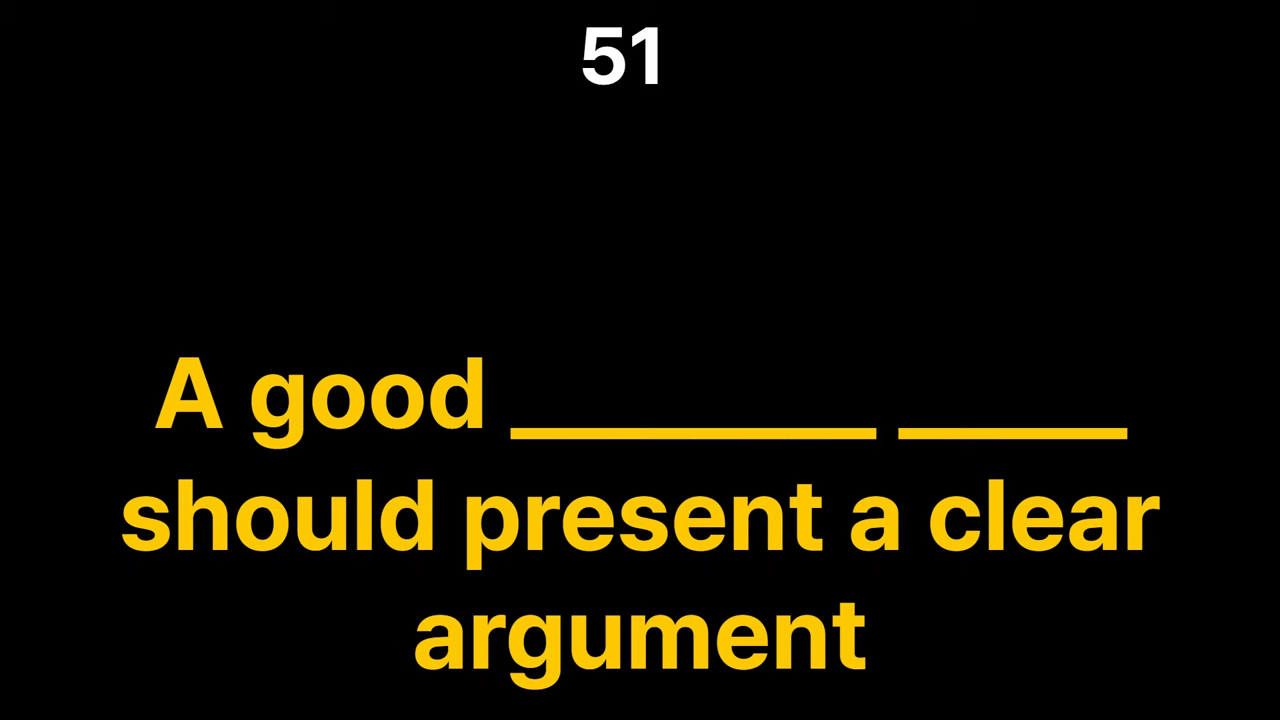 51
A good ________ _____
should present a clear
argument